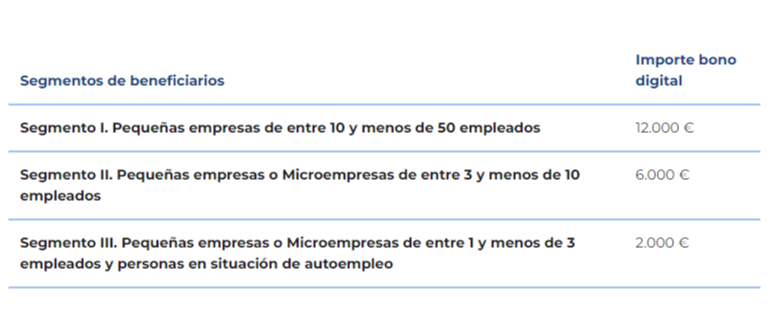 Segmentos de beneficiarios
Importe bono
digital
Segmento I. Pequeñas empresas de entre 10 y menos de 50 empleados
12.000 €
Segmento II. Pequeñas empresas o Microempresas de entre 3 y menos de 10
empleados
6.000 €
Segmento III. Pequeñas empresas o Microempresas de entre 1 y menos de 3
empleados y personas en situación de autoempleo
2.000 €